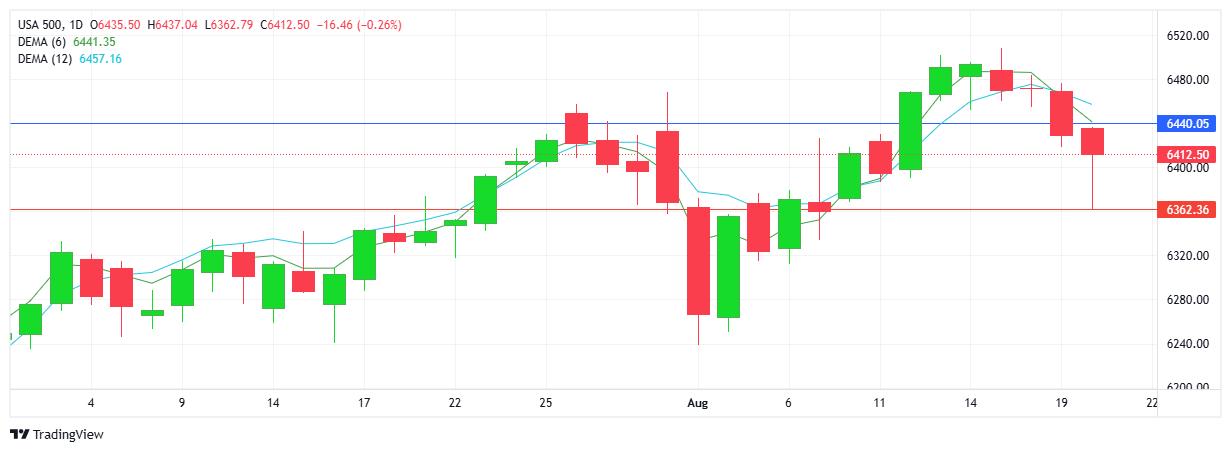 USA 500, 1D O6435.50 H6437.04 L6362.79 C6412.50 −16.46 (−0.26%)
DEMA (6) 6441.35
DEMA (12) 6457.16
6520.00
6480.00
6440.05
6412.50
6400.00
6362.36
6320.00
6280.00
6240.00
6200.00
4 9 14 17 22 25 Aug 6 11 14 19 22
TradingView